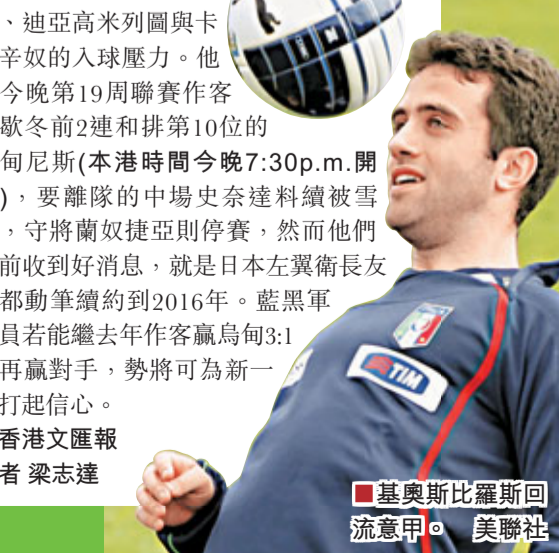 、迪亞高米列圖與卡
辛奴的入球壓力。他
今晚第19周聯賽作客
歇冬前2連和排第10位的
甸尼斯(本港時間今晚7:30p.m.開
)，要離隊的中場史奈達料續被雪
，守將蘭奴捷亞則停賽，然而他們
前收到好消息，就是日本左翼衛長友
都動筆續約到2016年。藍黑軍
員若能繼去年作客贏烏甸3:1
再贏對手，勢將可為新一
打起信心。
香港文匯報
者 梁志達
TIM
■基奧斯比羅斯回
流意甲。 美聯社